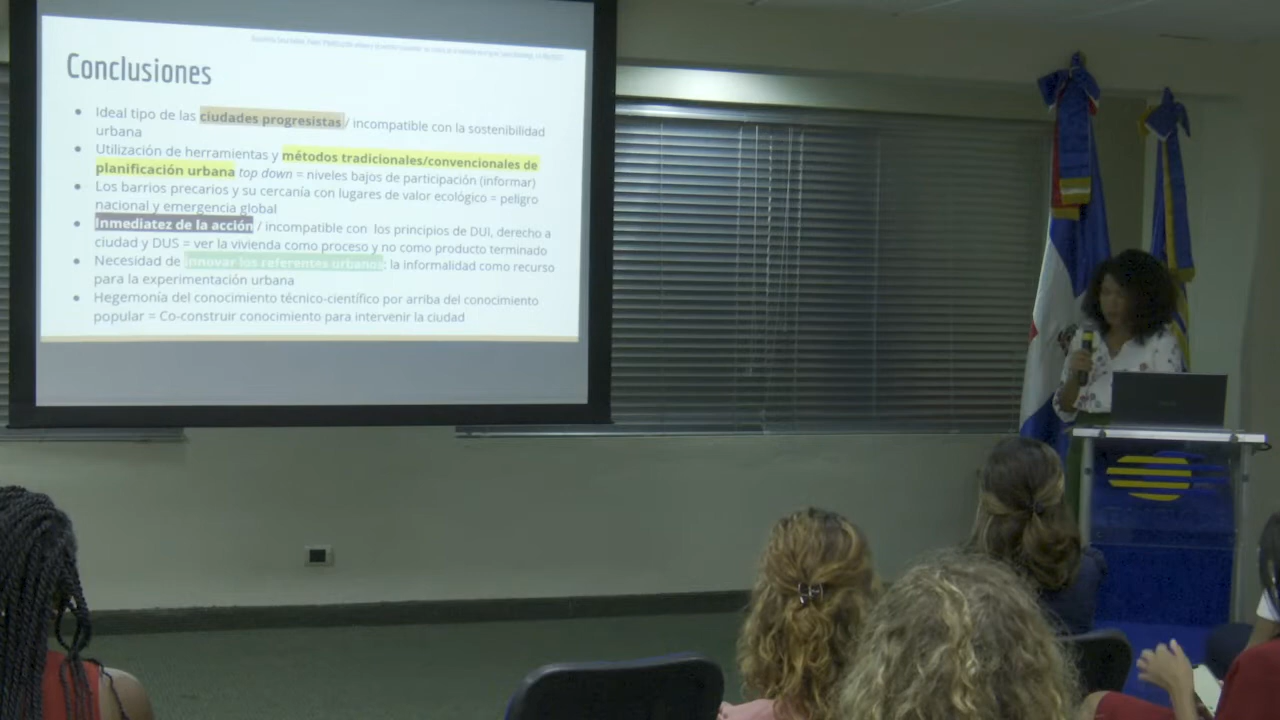 Conclusiones
Ideal tipo de las ciudades progresistas / incompatible con la sostenibilidad
urbana
Utilización de herramientas y métodos tradicionales/convencionales de
planificación urbana top down = niveles bajos de participación (informar)
Los barrios precarios y su cercanía con lugares de valor ecológico = peligro
nacional y emergencia global
Inmediatez de la acción / incompatible con los principios de DUI, derecho a
ciudad y DUS = ver la vivienda como proceso y no como producto terminado
Necesidad de innovar los referentes urbanos: la informalidad como recurso
para la experimentación urbana
Hegemonía del conocimiento técnico-científico por arriba del conocimiento
popular = Co-construir conocimiento para intervenir la ciudad